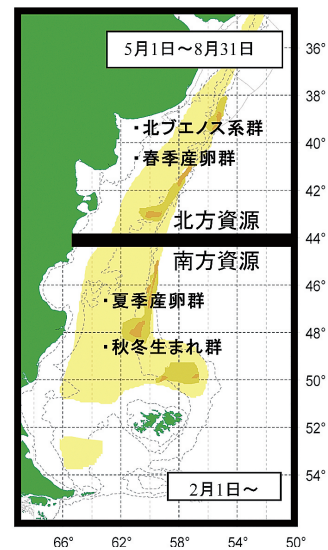 5月1日～8月31日
36°
38°
・北ブエノス系群
40°
・春季産卵群
42°
北方資源
44°
南方資源
46°
・夏季産卵群
48°
・秋冬生まれ群
50°
52°
54°
2月1日～
66° 62° 58° 54° 50°